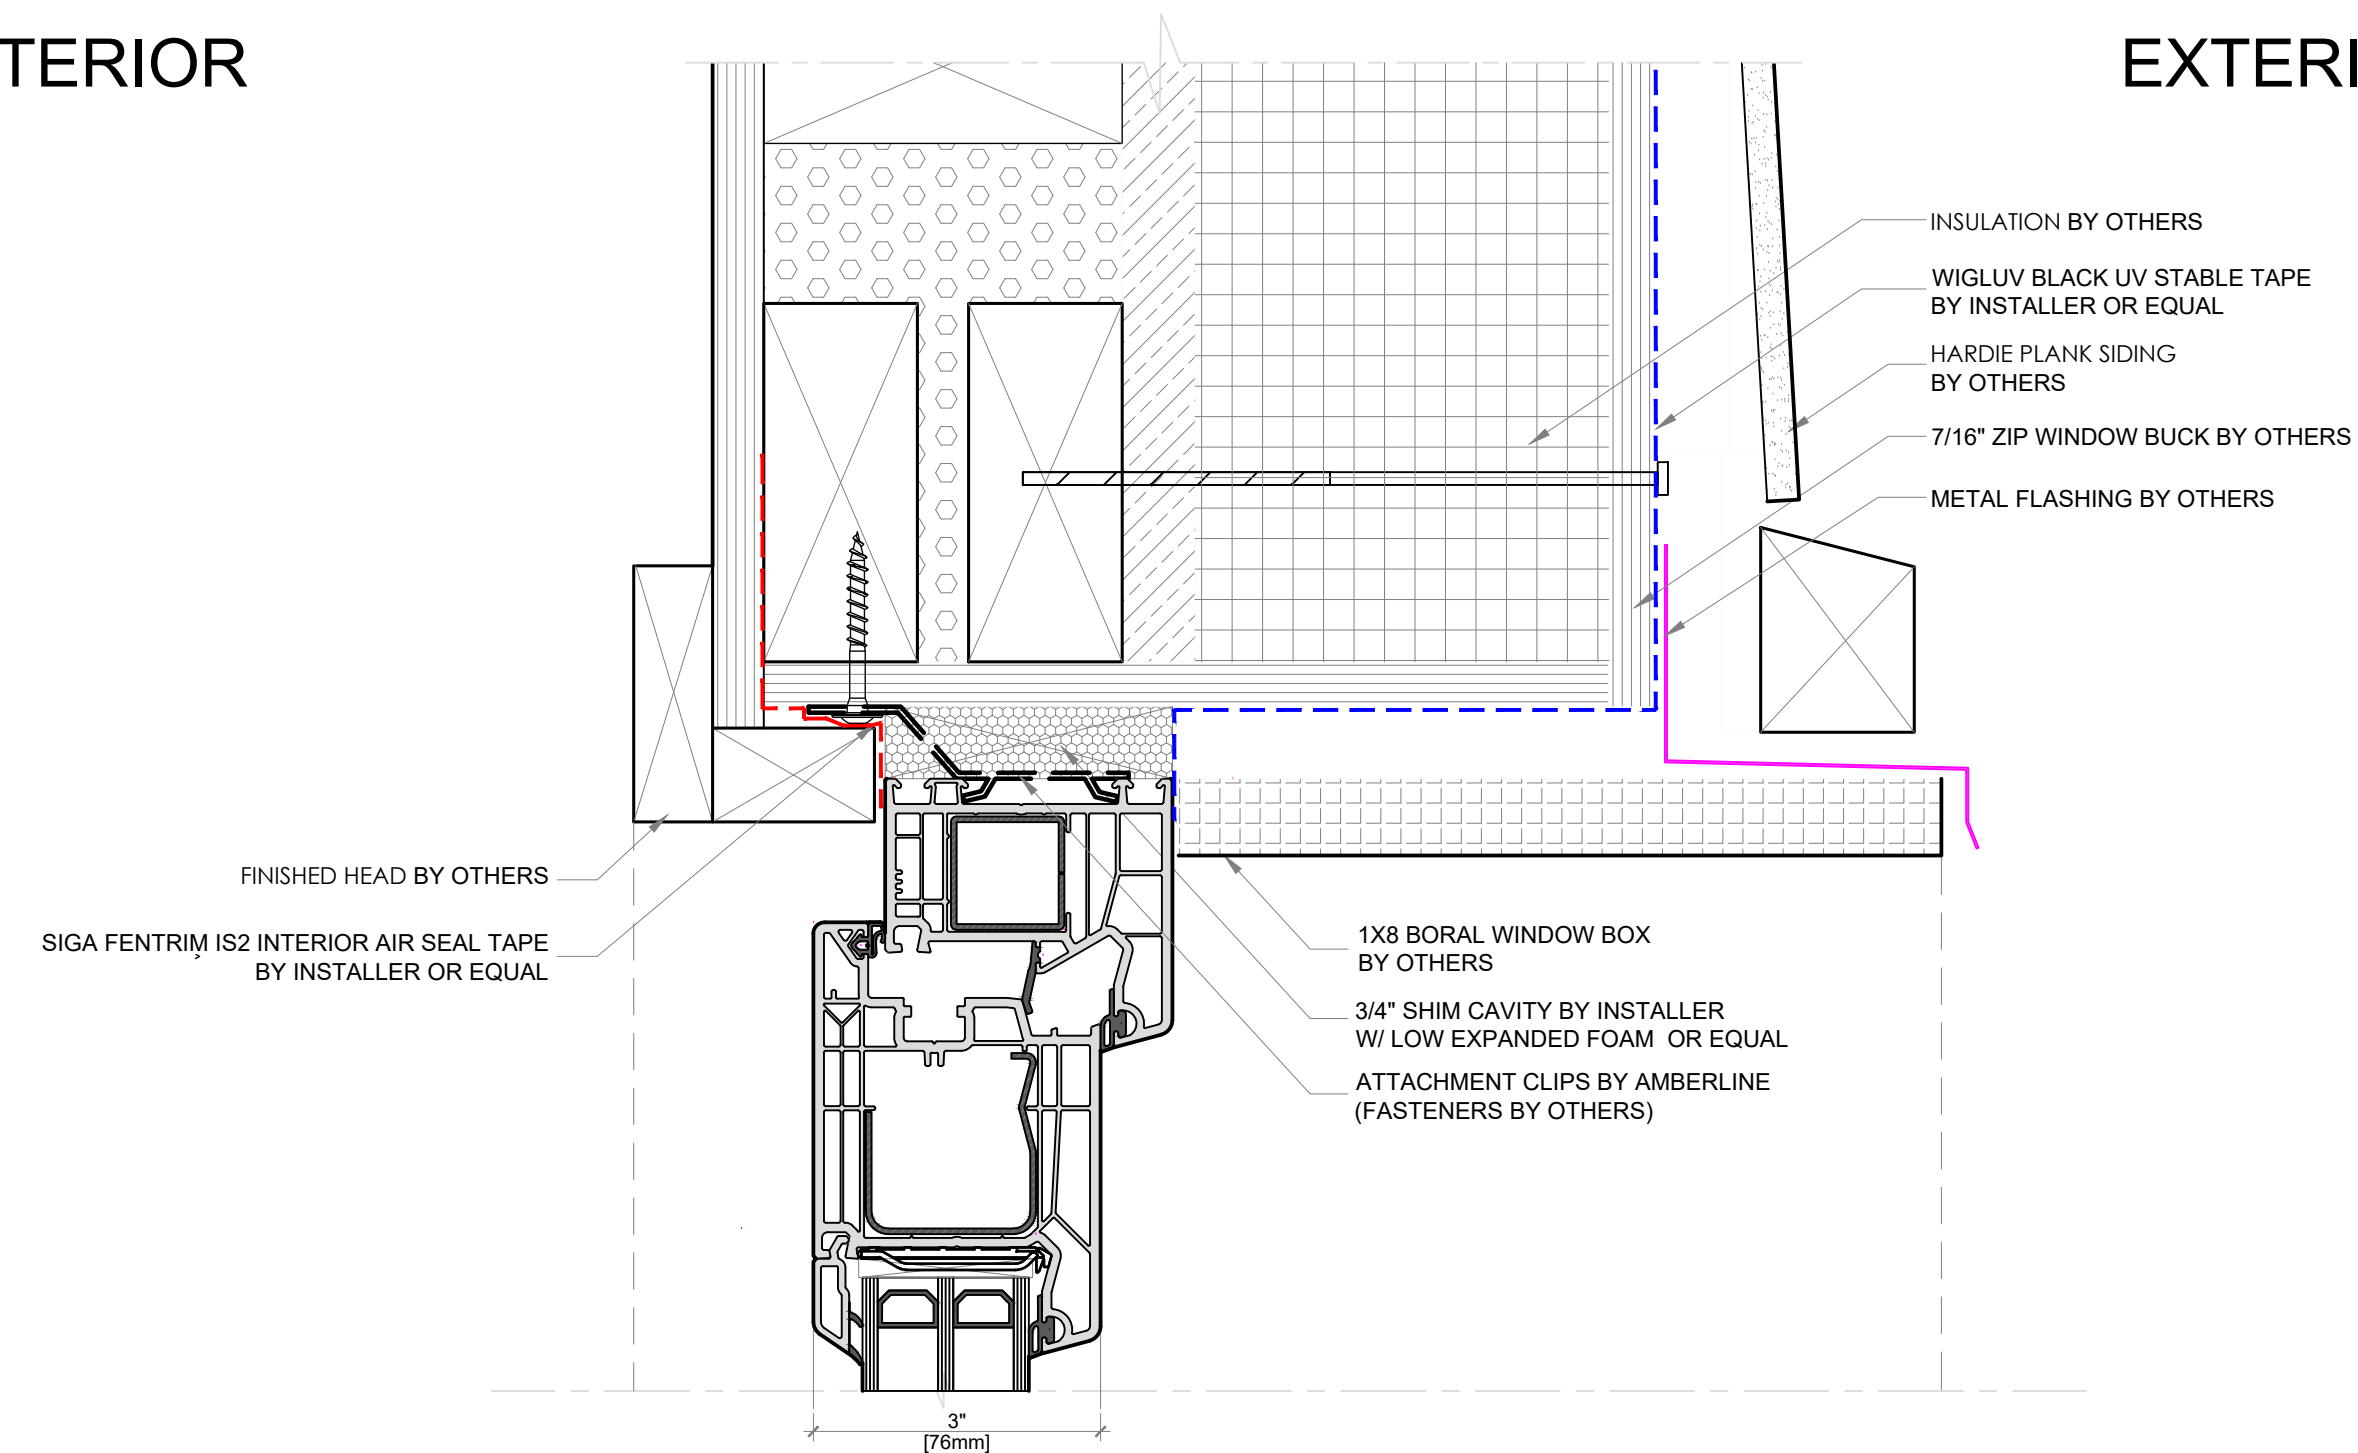 TERIOR
EXTERI
INSULATION BY OTHERS
WIGLUV BLACK UV STABLE TAPE
BY INSTALLER OR EQUAL
HARDIE PLANK SIDING
BY OTHERS
7/16" ZIP WINDOW BUCK BY OTHERS
METAL FLASHING BY OTHERS
FINISHED HEAD BY OTHERS
SIGA FENTRIM IS2 INTERIOR AIR SEAL TAPE
BY INSTALLER OR EQUAL
1X8 BORAL WINDOW BOX
BY OTHERS
3/4" SHIM CAVITY BY INSTALLER
W/ LOW EXPANDED FOAM OR EQUAL
ATTACHMENT CLIPS BY AMBERLINE
(FASTENERS BY OTHERS)
3"
[76mm]